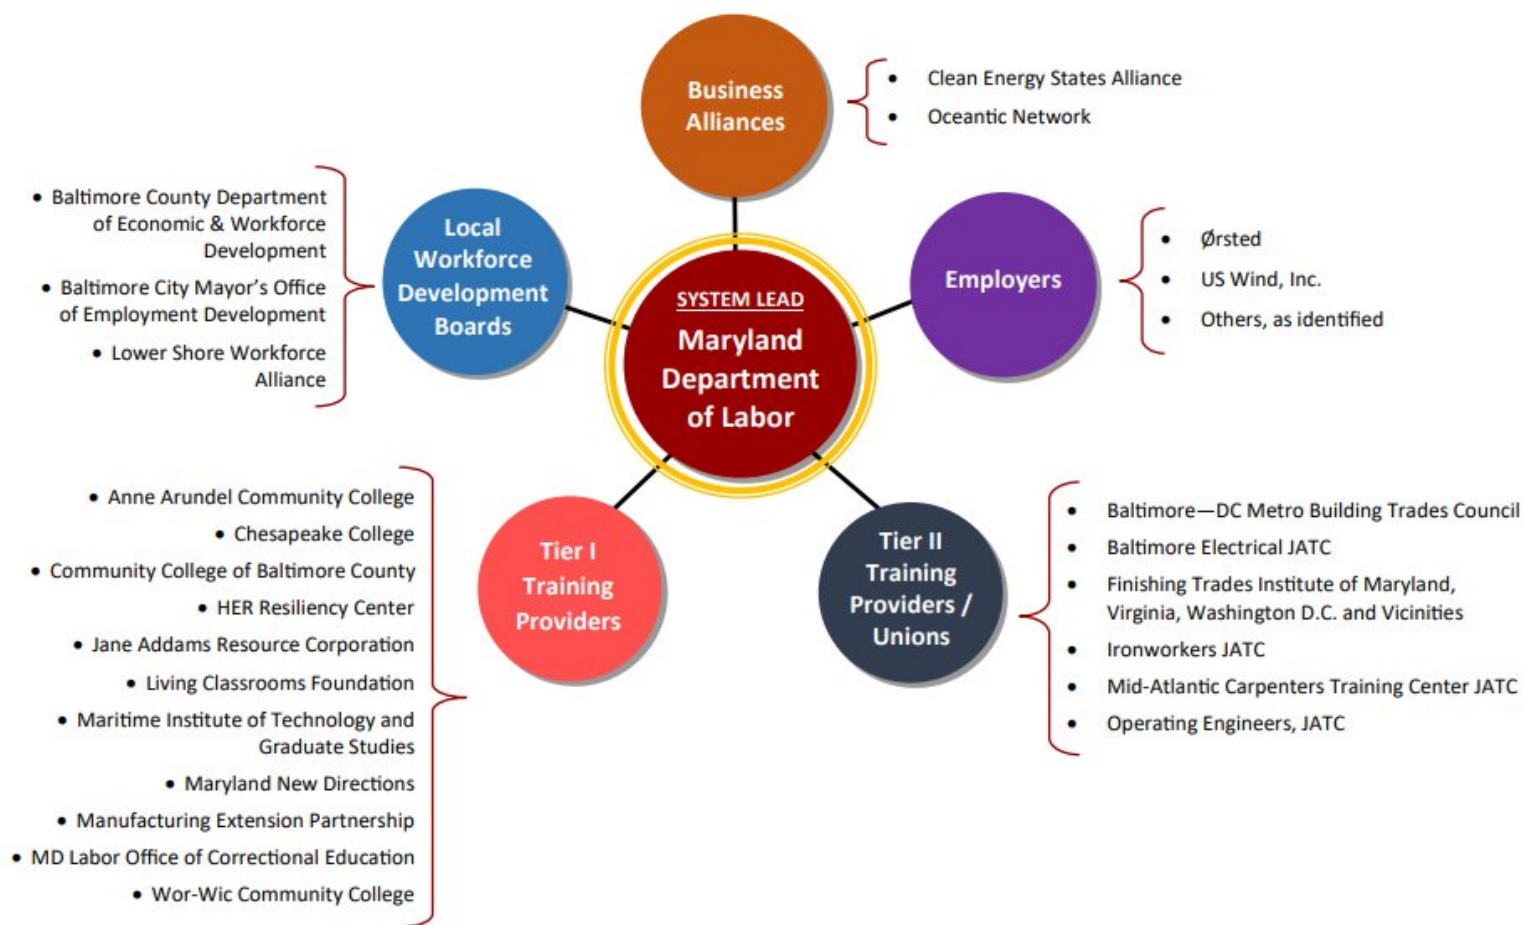 Business
Alliances
• Clean Energy States Alliance
• Oceantic Network
• Baltimore County Department
of Economic & Workforce
Development
• Baltimore City Mayor’s Office
of Employment Development
• Lower Shore Workforce
Alliance
Local
Workforce
Development
Boards
SYSTEM LEAD
Maryland
Department
of Labor
Employers
• Ørsted
• US Wind, Inc.
• Others, as identified
• Anne Arundel Community College
• Chesapeake College
• Community College of Baltimore County
• HER Resiliency Center
• Jane Addams Resource Corporation
• Living Classrooms Foundation
• Maritime Institute of Technology and
Graduate Studies
• Maryland New Directions
• Manufacturing Extension Partnership
• MD Labor Office of Correctional Education
• Wor-Wic Community College
Tier I
Training
Providers
Tier II
Training
Providers /
Unions
• Baltimore—DC Metro Building Trades Council
• Baltimore Electrical JATC
• Finishing Trades Institute of Maryland,
Virginia, Washington D.C. and Vicinities
• Ironworkers JATC
• Mid-Atlantic Carpenters Training Center JATC
• Operating Engineers, JATC